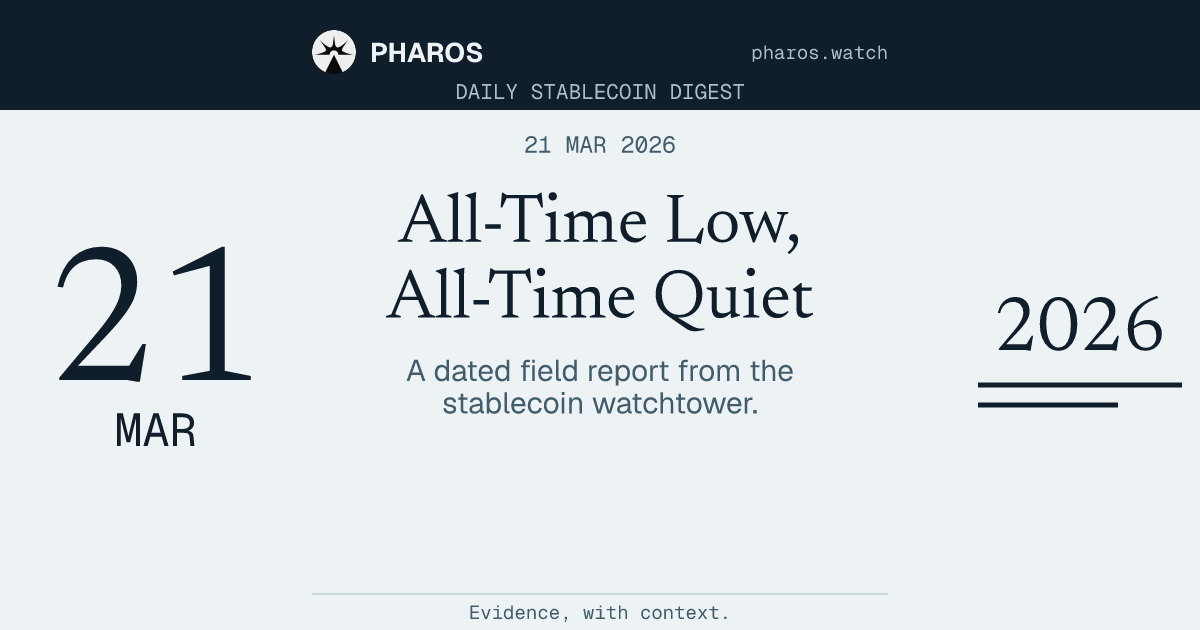 PHAROS
pharos.watch
DAILY STABLECOIN DIGEST
21 MAR 2026
All-Time Low,
All-Time Quiet
21
MAR
2026
A dated field report from the
stablecoin watchtower.
Evidence, with context.